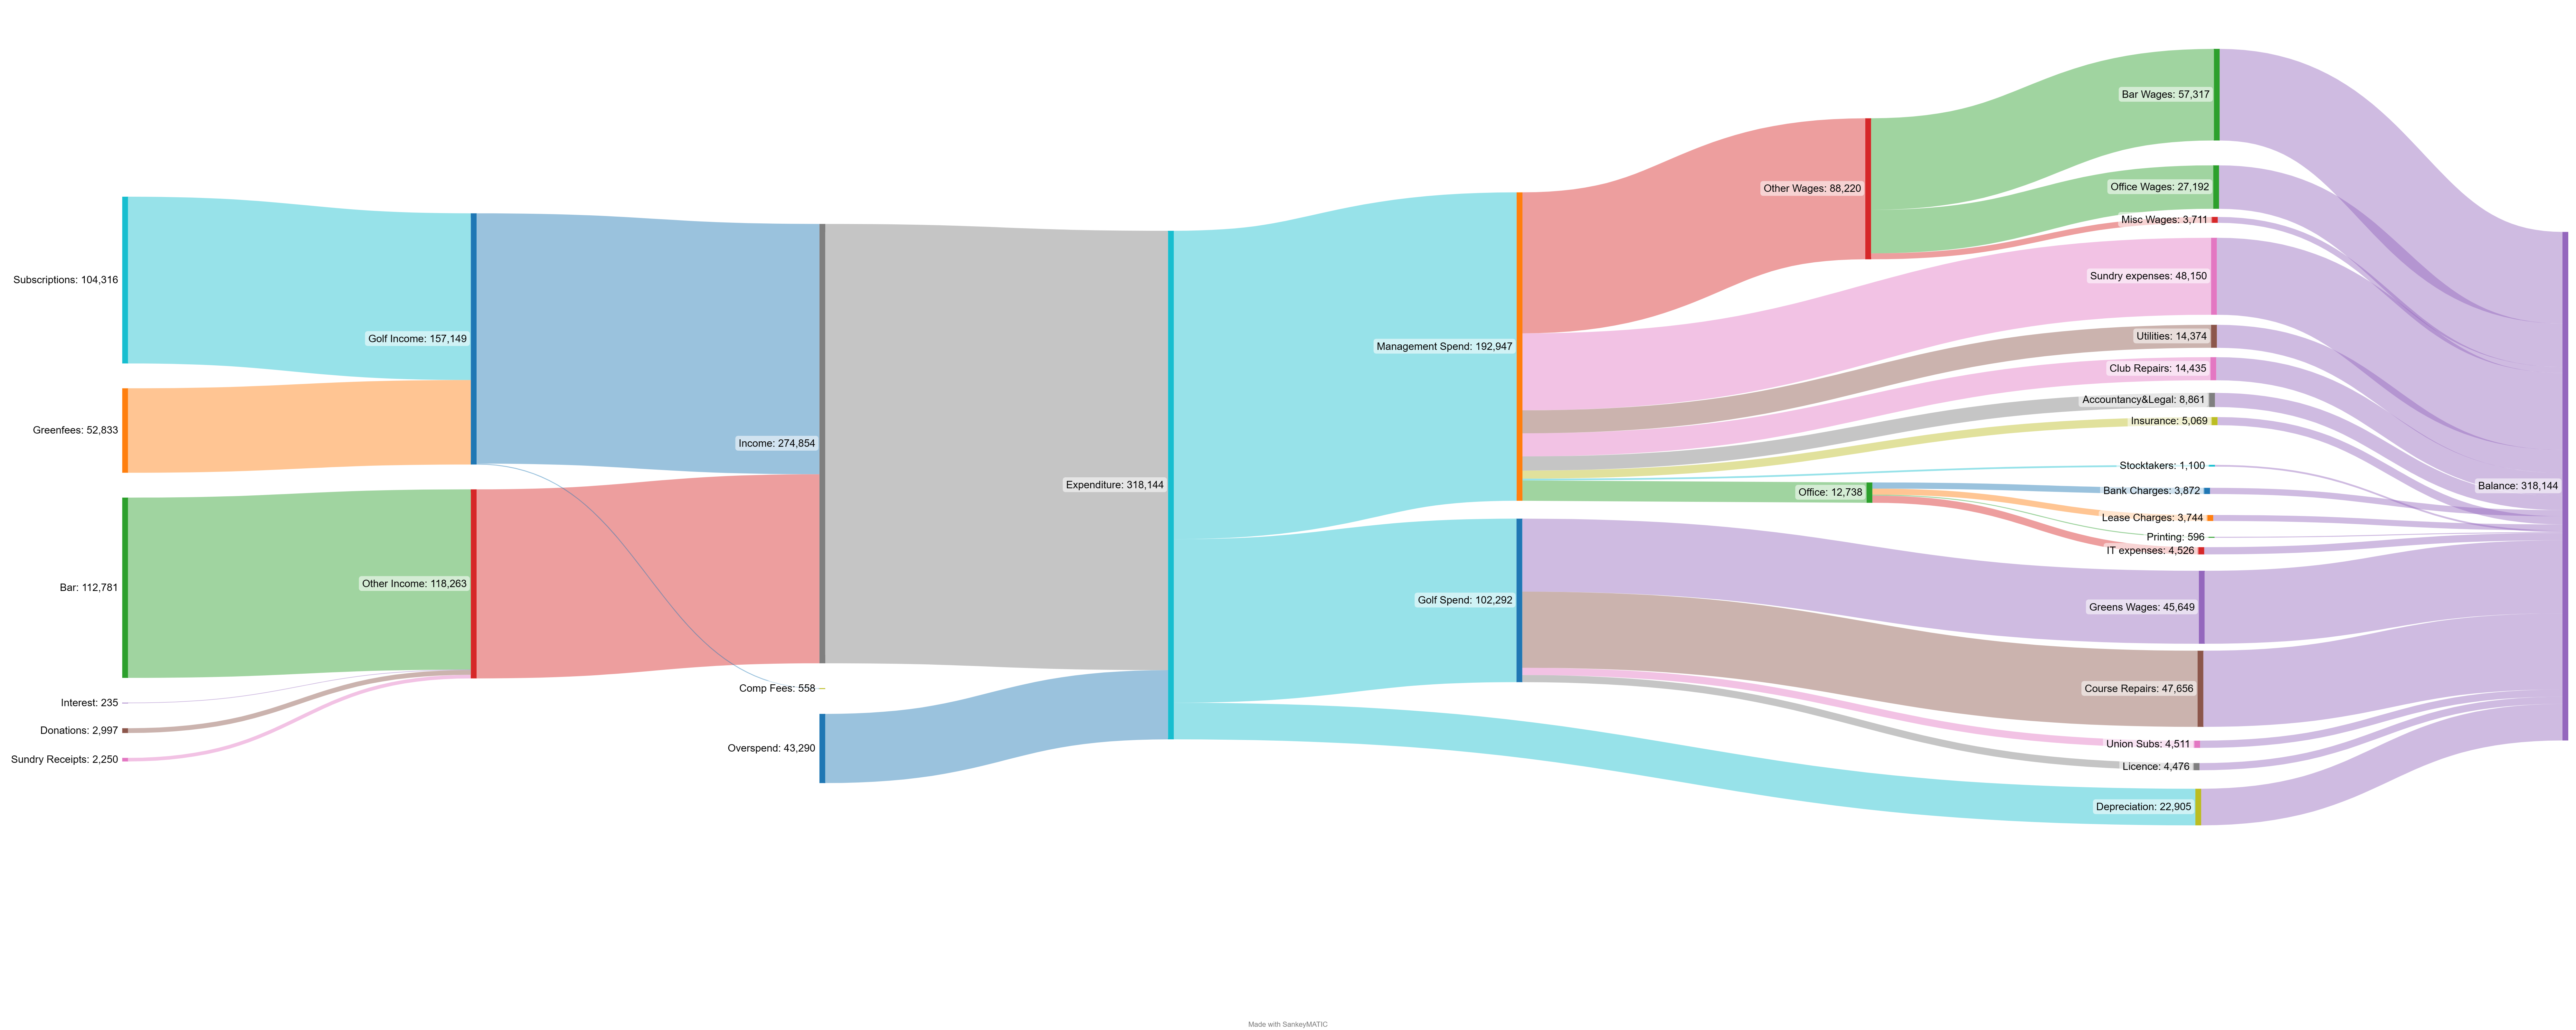 Subscriptions: 104,316
Greenfees: 52,833
Bar: 112,781
Interest: 235
Donations: 2,997
Sundry Receipts: 2,250
Golf Income: 157,149
Other Income: 118,263
Income: 274,854
Comp Fees: 558
Overspend: 43,290
Expenditure: 318,144
Management Spend: 192,947
Golf Spend: 102,292
Other Wages: 88,220
Office: 12,738
Bar Wages: 57,317
Office Wages: 27,192
Misc Wages: 3,711
Sundry expenses: 48,150
Utilities: 14,374
Club Repairs: 14,435
Accountancy&Legal: 8,861
Insurance: 5,069
Stocktakers: 1,100
Bank Charges: 3,872
Lease Charges: 3,744
Printing: 596
IT expenses: 4,526
Greens Wages: 45,649
Course Repairs: 47,656
Union Subs: 4,511
Licence: 4,476
Depreciation: 22,905
Balance: 318,144
Made with SankeyMATIC